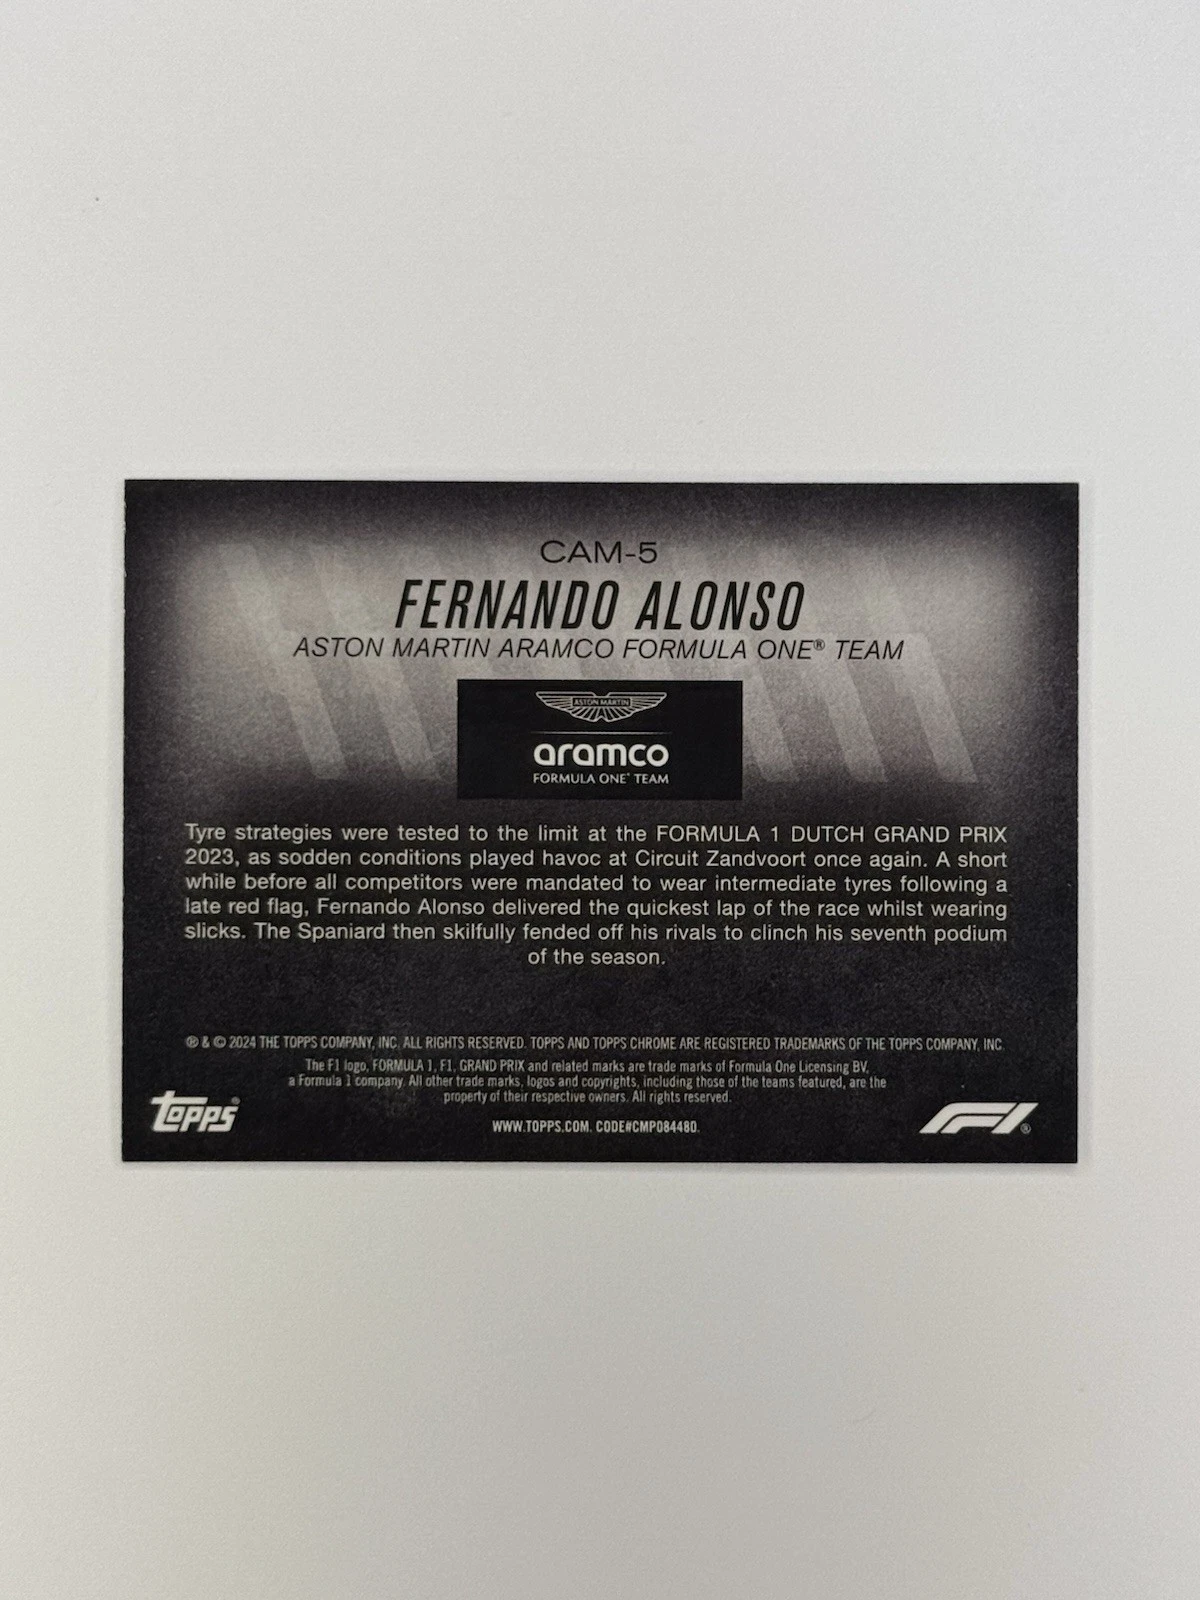 CAM-5
FERNANDO ALONSO
ASTON MARTIN ARAMCO FORMULA ONE® TEAM
ASTON MARTIN
aramco
FORMULA ONE® TEAM
Tyre strategies were tested to the limit at the FORMULA 1 DUTCH GRAND PRIX
2023, as sodden conditions played havoc at Circuit Zandvoort once again. A short
while before all competitors were mandated to wear intermediate tyres following a
late red flag, Fernando Alonso delivered the quickest lap of the race whilst wearing
slicks. The Spaniard then skilfully fended off his rivals to clinch his seventh podium
of the season.
® & © 2024 THE TOPPS COMPANY, INC. ALL RIGHTS RESERVED. TOPPS AND TOPPS CHROME ARE REGISTERED TRADEMARKS OF THE TOPPS COMPANY, INC.
The F1 logo, FORMULA 1, F1, GRAND PRIX and related marks are trade marks of Formula One Licensing BV,
a Formula 1 company. All other trade marks, logos and copyrights, including those of the teams featured, are the
property of their respective owners. All rights reserved.
WWW.TOPPS.COM. CODE#CMP084480.
topps®
F1®